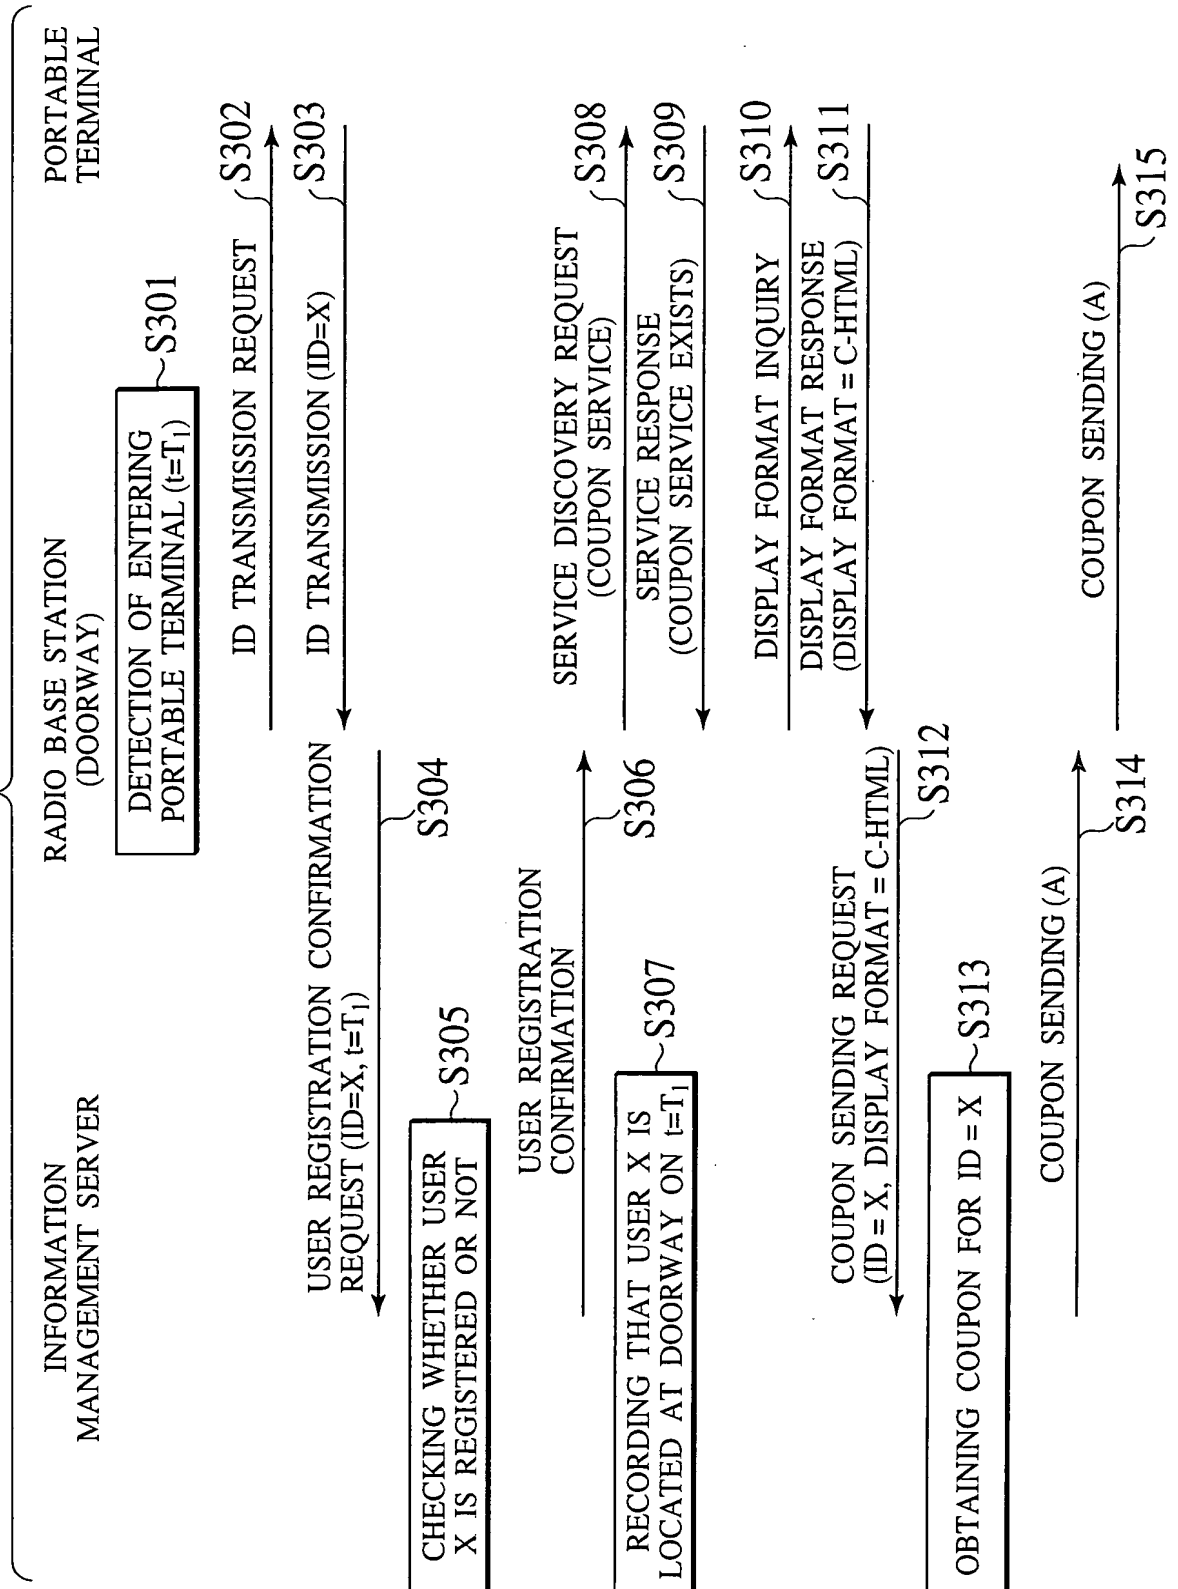 INFORMATION
MANAGEMENT SERVER
RADIO BASE STATION
(DOORWAY)
PORTABLE
TERMINAL
DETECTION OF ENTERING
PORTABLE TERMINAL (t=T1)
S301
ID TRANSMISSION REQUEST
S302
ID TRANSMISSION (ID=X)
S303
USER REGISTRATION CONFIRMATION
REQUEST (ID=X, t=T1)
S304
CHECKING WHETHER USER
X IS REGISTERED OR NOT
S305
USER REGISTRATION
CONFIRMATION
S306
RECORDING THAT USER X IS
LOCATED AT DOORWAY ON t=T1
S307
SERVICE DISCOVERY REQUEST
(COUPON SERVICE)
S308
SERVICE RESPONSE
(COUPON SERVICE EXISTS)
S309
DISPLAY FORMAT INQUIRY
S310
DISPLAY FORMAT RESPONSE
(DISPLAY FORMAT = C-HTML)
S311
COUPON SENDING REQUEST
(ID = X, DISPLAY FORMAT = C-HTML)
S312
OBTAINING COUPON FOR ID = X
S313
COUPON SENDING (A)
S314
COUPON SENDING (A)
S315